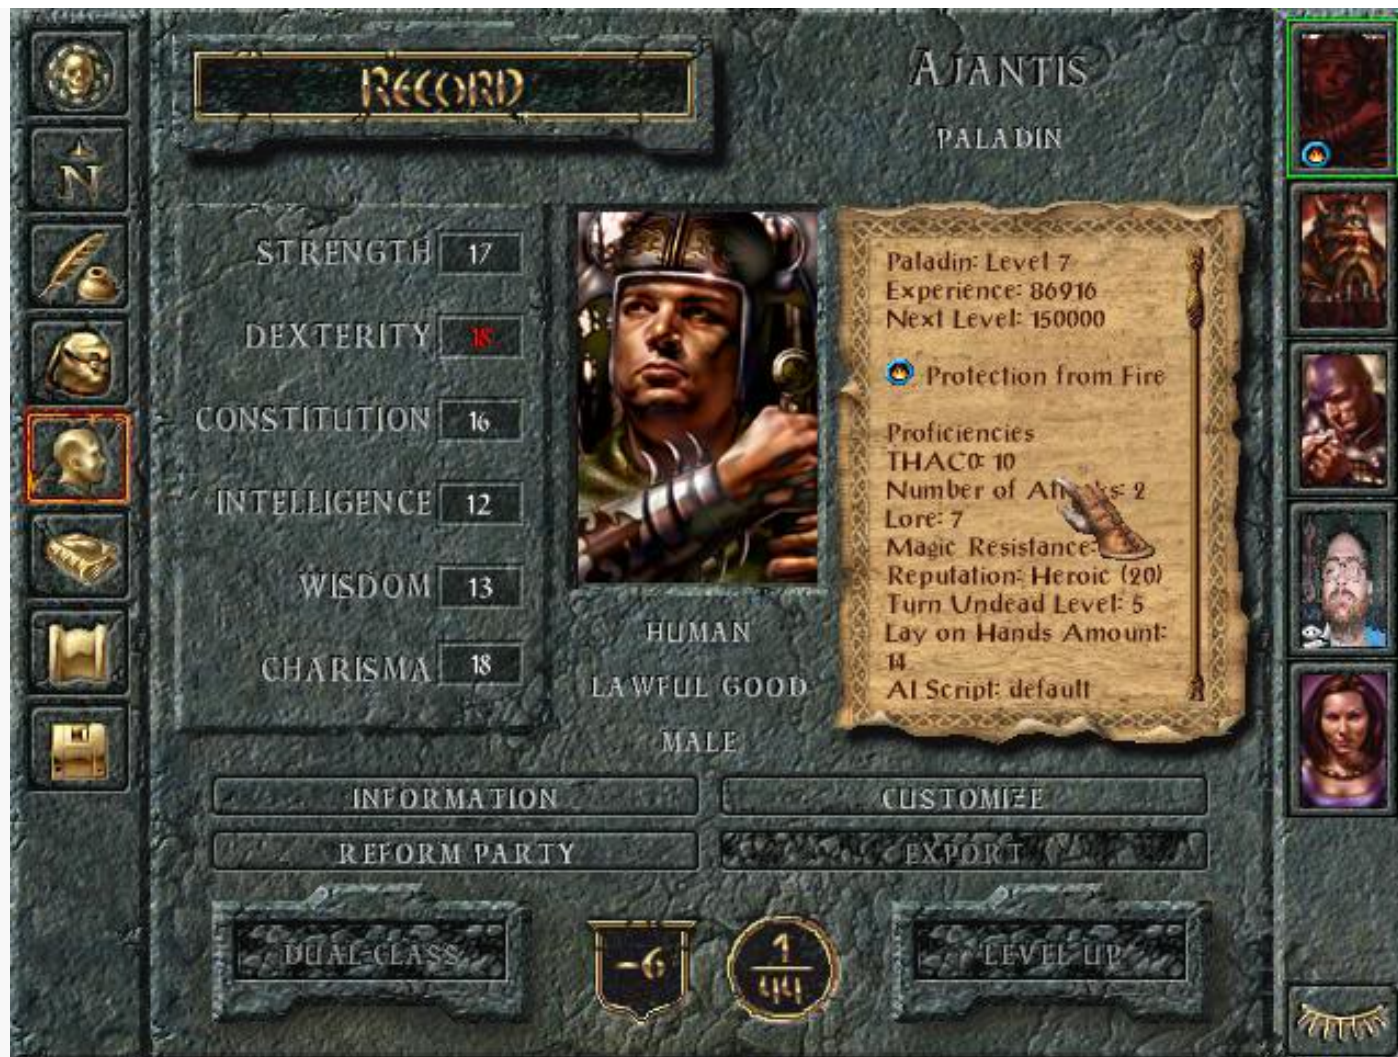 RECORD
AJANTIS
PALADIN
N
STRENGTH 17
DEXTERITY 18
CONSTITUTION 16
INTELLIGENCE 12
WISDOM 13
CHARISMA 18
HUMAN
LAWFUL GOOD
MALE
Paladin: Level 7
Experience: 86916
Next Level: 150000
Protection from Fire
Proficiencies
THAC0: 10
Number of : 2
Lore: 7
Magic Resistance:
Reputation: Heroic (20)
Turn Undead Level: 5
Lay on Hands Amount:
14
AI Script: default
INFORMATION
CUSTOMIZE
REFORM PARTY
EXPORT
DUAL-CLASS
-6
1
44
LEVEL UP